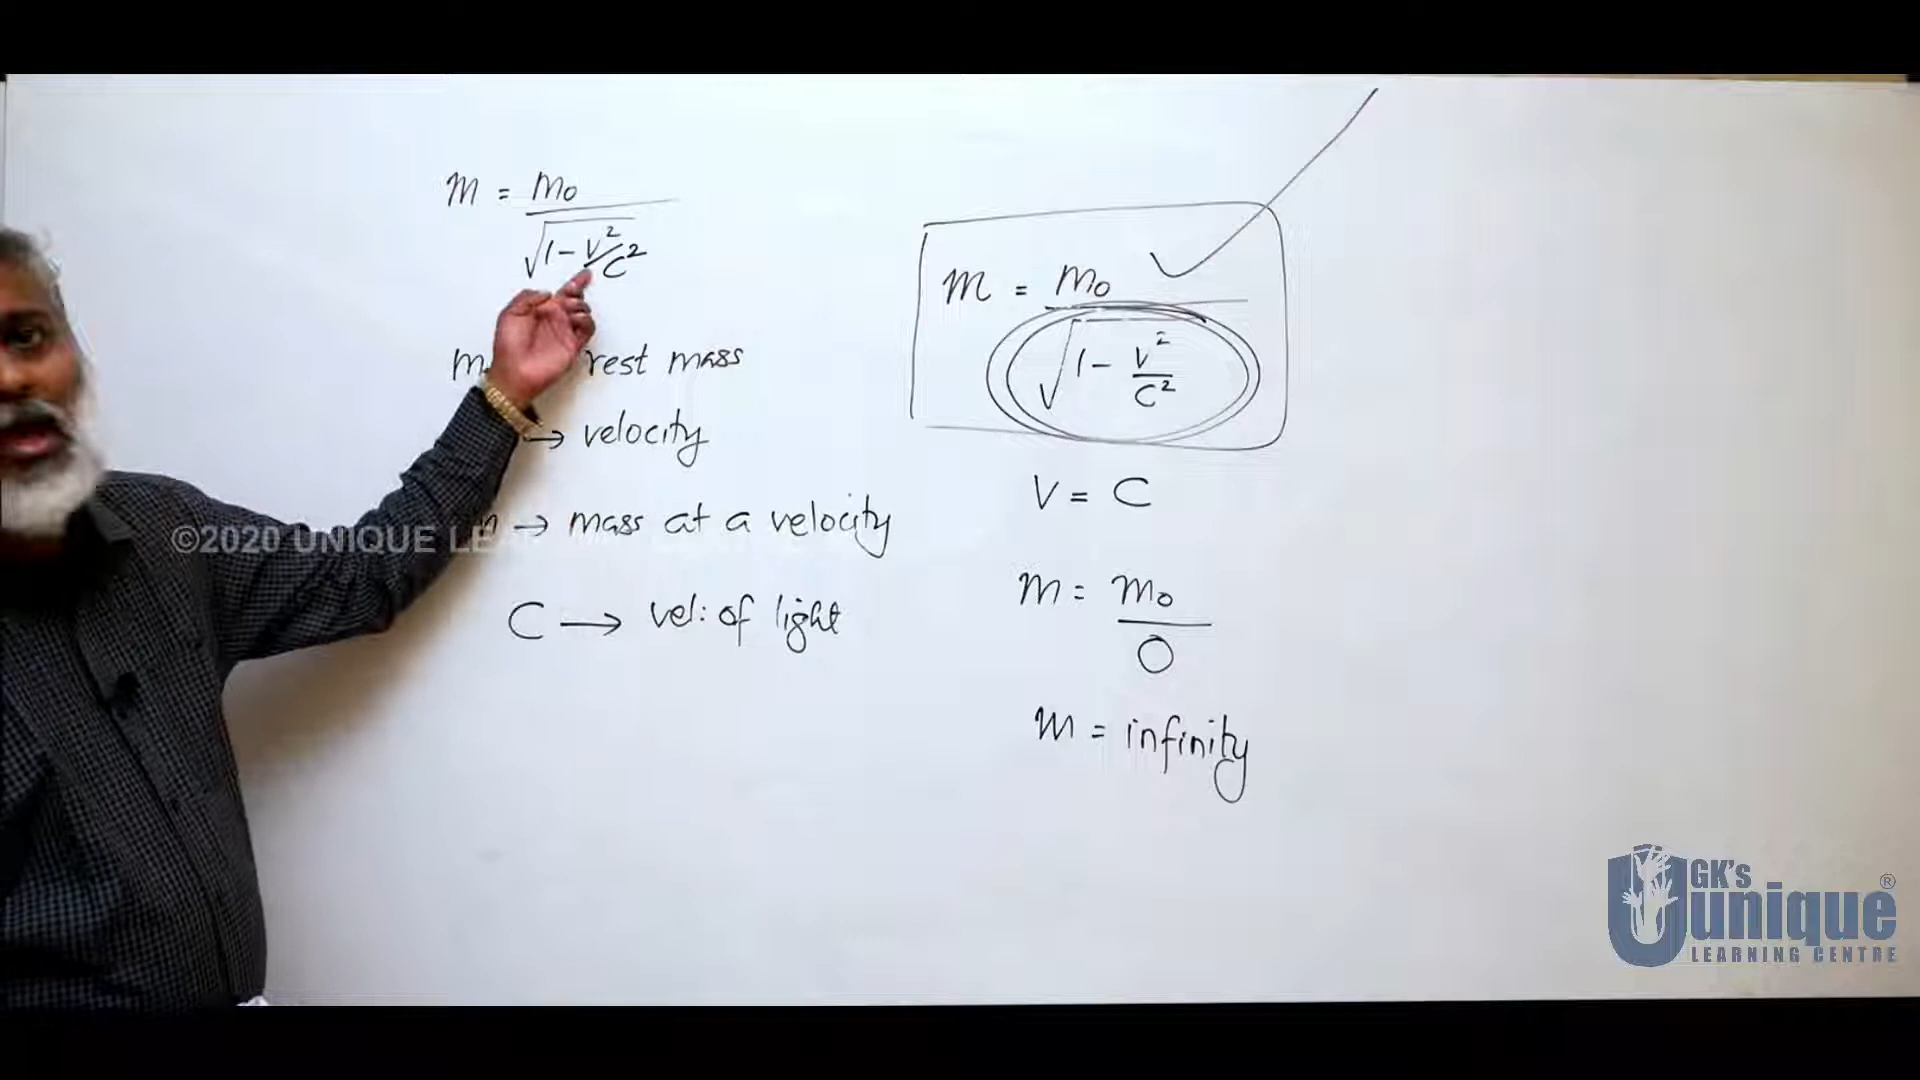 m = m₀
√1 - v²/c²
m rest mass
→ velocity
m → mass at a velocity
C → vel: of light
m = m₀
√1 - v²/c²
V = C
m = m₀
0
m = infinity
©2020 UNIQUE LEA
GK's
unique®
LEARNING CENTRE